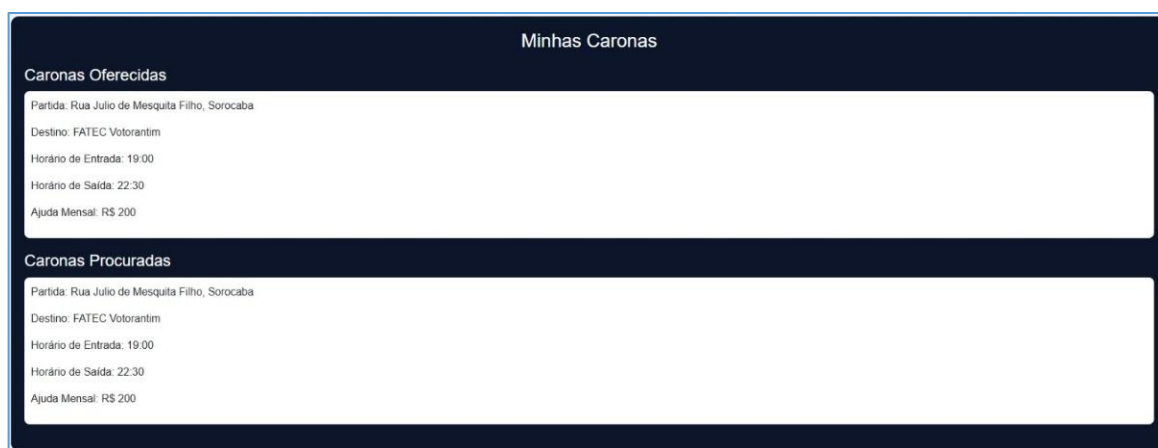 Minhas Caronas
Caronas Oferecidas
Partida: Rua Julio de Mesquita Filho, Sorocaba
Destino: FATEC Votorantim
Horário de Entrada: 19:00
Horário de Saída: 22:30
Ajuda Mensal: R$ 200
Caronas Procuradas
Partida: Rua Julio de Mesquita Filho, Sorocaba
Destino: FATEC Votorantim
Horário de Entrada: 19:00
Horário de Saída: 22:30
Ajuda Mensal: R$ 200